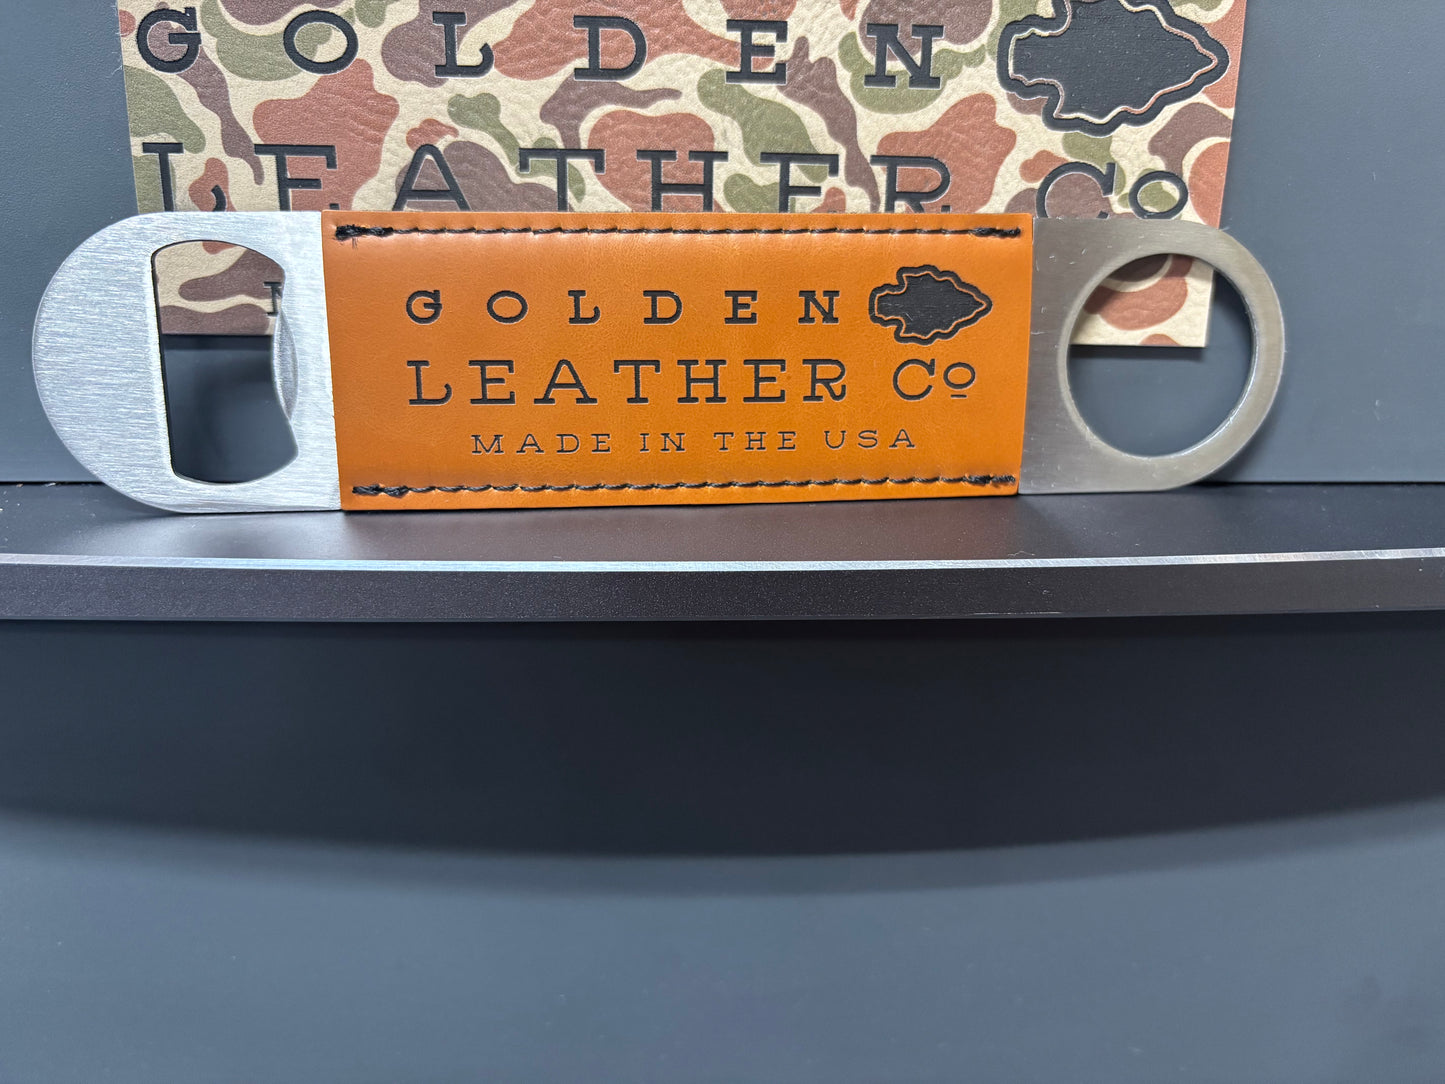 GOLDEN
LEATHER Co
GOLDEN
LEATHER Co
MADE IN THE USA